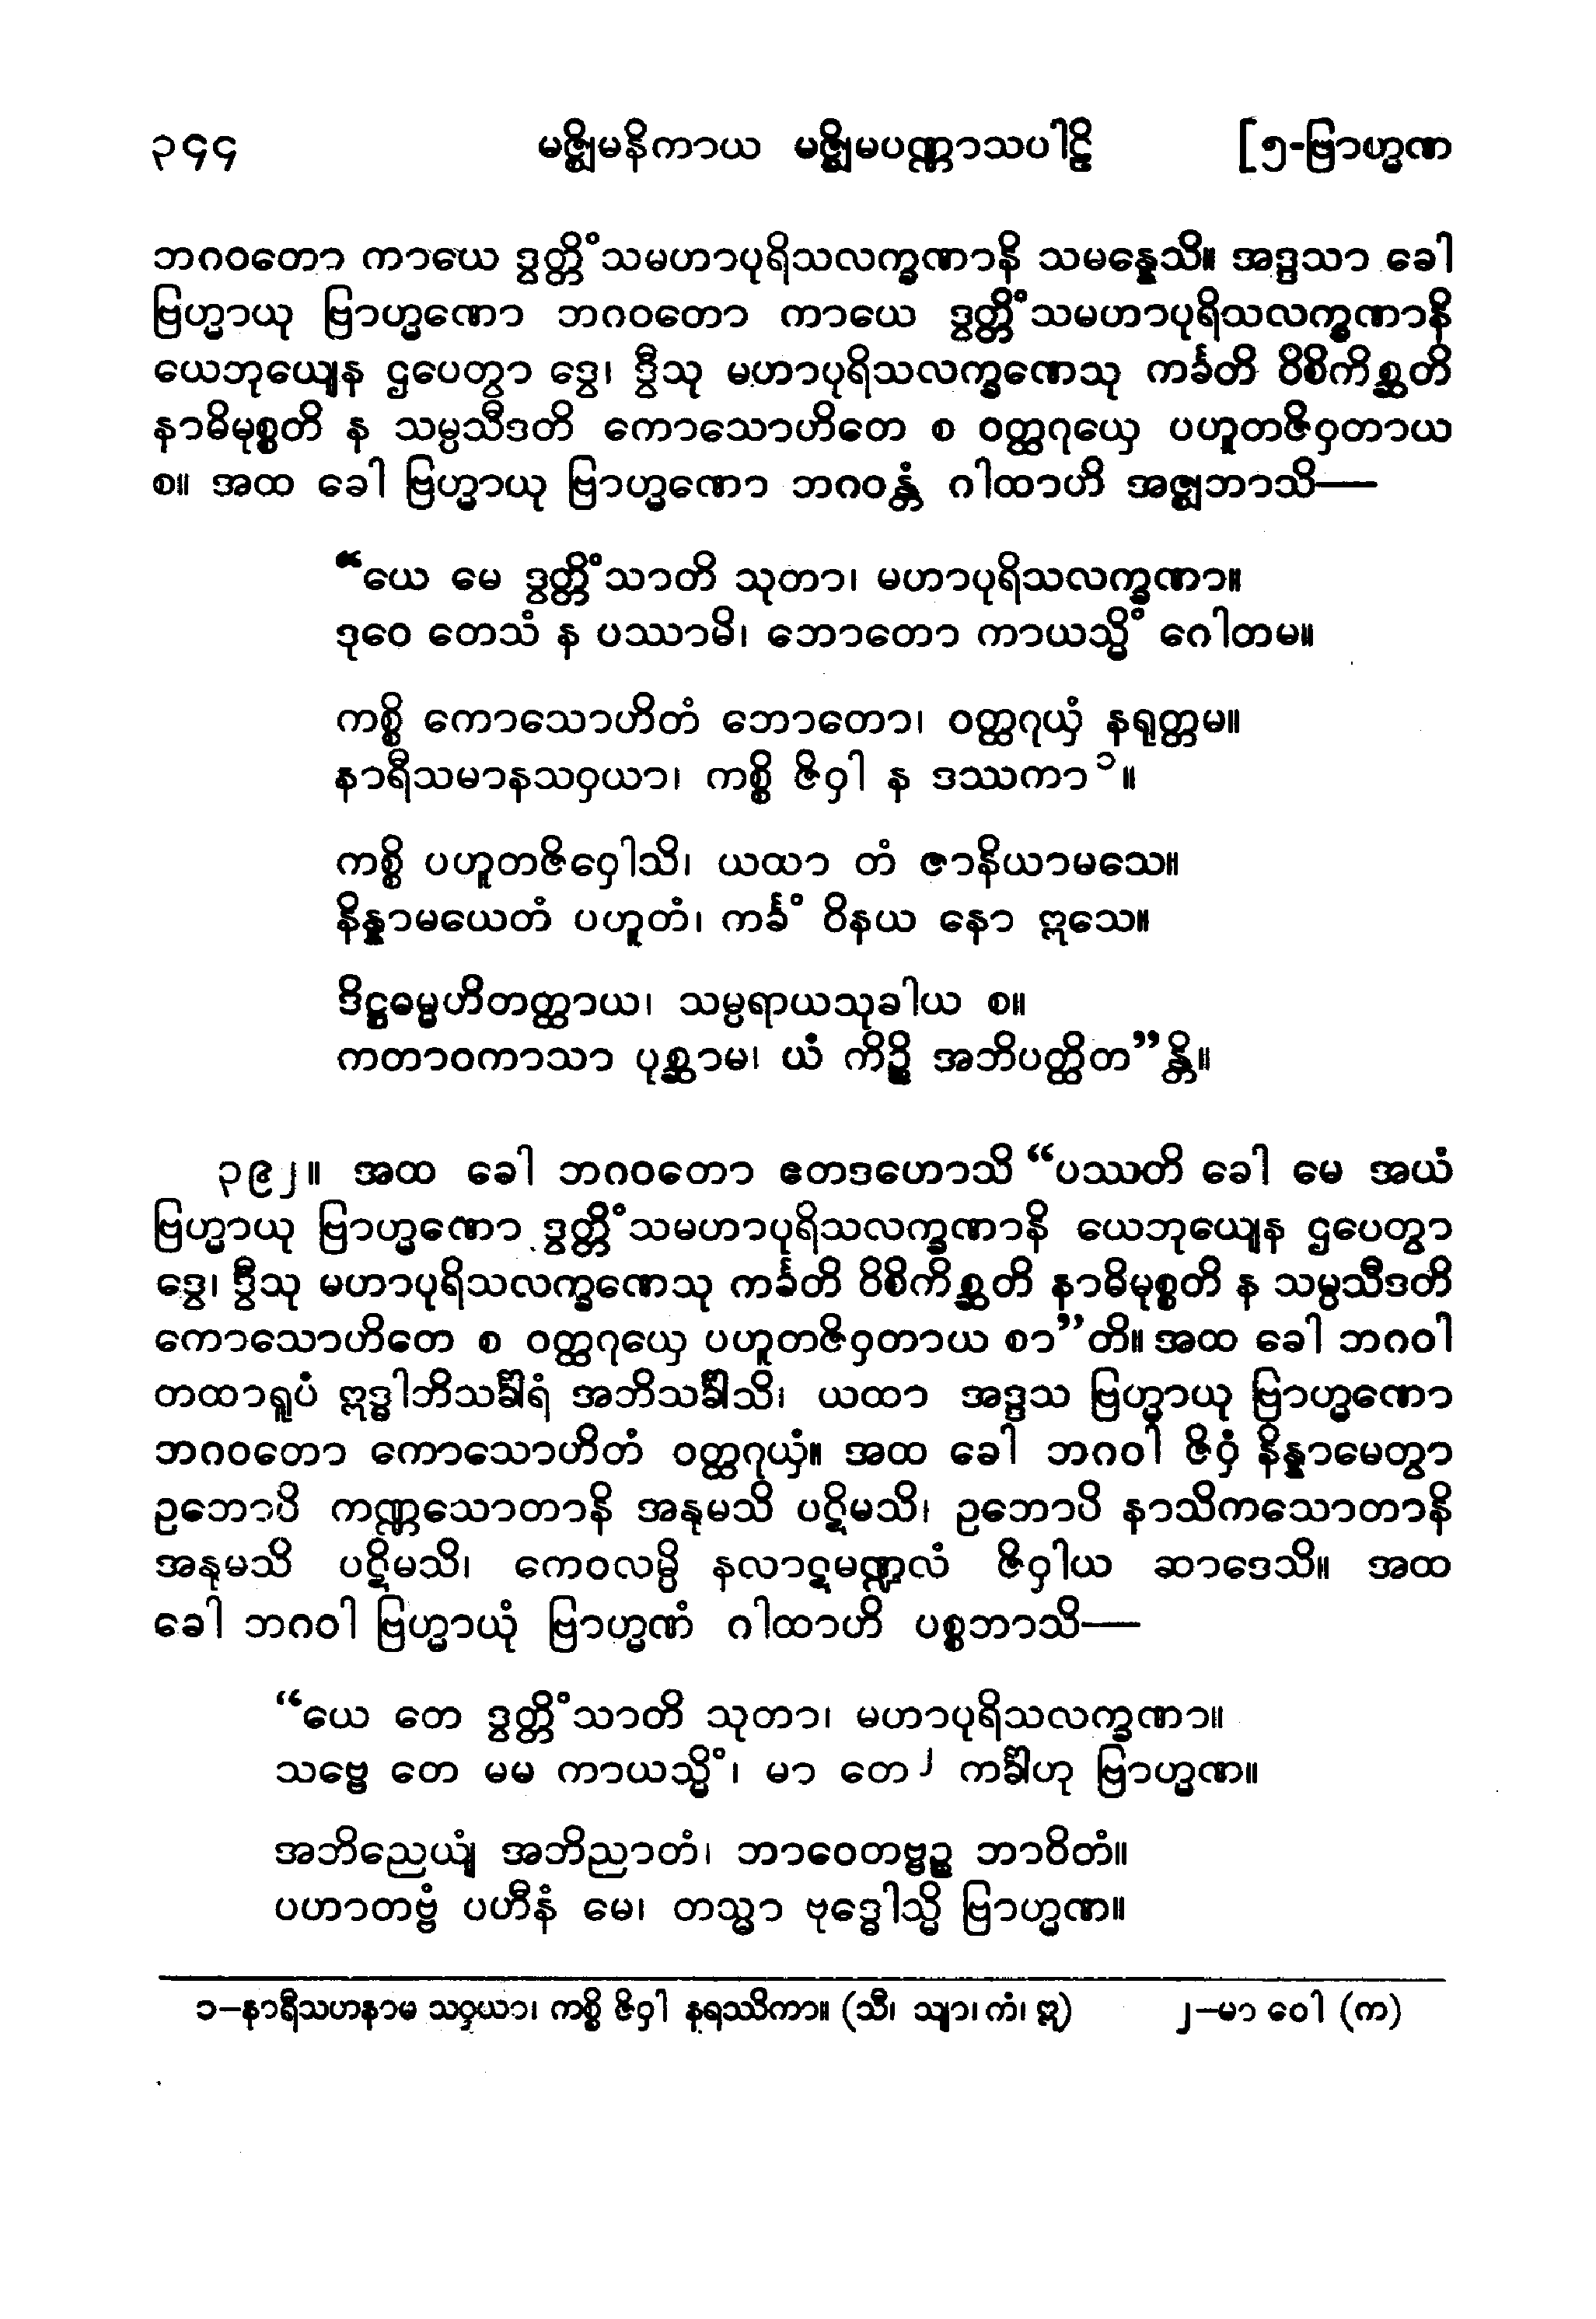 ၃၄၄ မဇ္ဈိမနိကာယ မဇ္ဈိမပဏ္ဏာသပါဠိ [၅-ဗြာဟ္မဏ
ဘဂဝတော ကာယေ ဒွတ္တိံသမဟာပုရိသလက္ခဏာနိ သမန္နေသိ။ အဒ္ဒသာ ခေါ
ဗြဟ္မာယု ဗြာဟ္မဏော ဘဂဝတော ကာယေ ဒွတ္တိံသမဟာပုရိသလက္ခဏာနိ
ယေဘုယျေန ဌပေတွာ ဒွေ၊ ဒွီသု မဟာပုရိသလက္ခဏေသု ကင်္ခတိ ဝိစိကိစ္ဆတိ
နာဓိမုစ္စတိ န သမ္ပသီဒတိ ကောသောဟိတေ စ ဝတ္ထဂုယှေ ပဟူတဇိဝှတာယ
စ။ အထ ခေါ ဗြဟ္မာယု ဗြာဟ္မဏော ဘဂဝန္တံ ဂါထာဟိ အဇ္ဈဘာသိ—
“ယေ မေ ဒွတ္တိံသာတိ သုတာ၊ မဟာပုရိသလက္ခဏာ။
ဒုဝေ တေသံ န ပဿာမိ၊ ဘောတော ကာယသ္မိံ ဂေါတမ။
ကစ္စိ ကောသောဟိတံ ဘောတော၊ ဝတ္ထဂုယှံ နရုတ္တမ။
နာရီသမာနသဝှယာ၊ ကစ္စိ ဇိဝှါ န ဒဿကာ၁။
ကစ္စိ ပဟူတဇိဝှေါသိ၊ ယထာ တံ ဇာနိယာမသေ။
နိန္နာမယေတံ ပဟူတံ၊ ကင်္ခံ ဝိနယ နော ဣသေ။
ဒိဋ္ဌဓမ္မဟိတတ္ထာယ၊ သမ္ပရာယသုခါယ စ။
ကတာဝကာသာ ပုစ္ဆာမ၊ ယံ ကိဉ္စိ အဘိပတ္ထိတ”န္တိ။
၃၉၂။ အထ ခေါ ဘဂဝတော ဧတဒဟောသိ “ပဿတိ ခေါ မေ အယံ
ဗြဟ္မာယု ဗြာဟ္မဏော ဒွတ္တိံသမဟာပုရိသလက္ခဏာနိ ယေဘုယျေန ဌပေတွာ
ဒွေ၊ ဒွီသု မဟာပုရိသလက္ခဏေသု ကင်္ခတိ ဝိစိကိစ္ဆတိ နာဓိမုစ္စတိ န သမ္ပသီဒတိ
ကောသောဟိတေ စ ဝတ္ထဂုယှေ ပဟူတဇိဝှတာယ စာ”တိ။ အထ ခေါ ဘဂဝါ
တထာရူပံ ဣဒ္ဓါဘိသင်္ခါရံ အဘိသင်္ခါသိ၊ ယထာ အဒ္ဒသ ဗြဟ္မာယု ဗြာဟ္မဏော
ဘဂဝတော ကောသောဟိတံ ဝတ္ထဂုယှံ။ အထ ခေါ ဘဂဝါ ဇိဝှံ နိန္နာမေတွာ
ဥဘောပိ ကဏ္ဏသောတာနိ အနုမသိ ပဋိမသိ၊ ဥဘောပိ နာသိကသောတာနိ
အနုမသိ ပဋိမသိ၊ ကေဝလမ္ပိ နလာဋမဏ္ဍလံ ဇိဝှါယ ဆာဒေသိ။ အထ
ခေါ ဘဂဝါ ဗြဟ္မာယုံ ဗြာဟ္မဏံ ဂါထာဟိ ပစ္စဘာသိ—
“ယေ တေ ဒွတ္တိံသာတိ သုတာ၊ မဟာပုရိသလက္ခဏာ။
သဗ္ဗေ တေ မမ ကာယသ္မိံ၊ မာ တေ၂ ကင်္ခါဟု ဗြာဟ္မဏ။
အဘိညေယျံ အဘိညာတံ၊ ဘာဝေတဗ္ဗဉ္စ ဘာဝိတံ။
ပဟာတဗ္ဗံ ပဟီနံ မေ၊ တသ္မာ ဗုဒ္ဓေါသ္မိ ဗြာဟ္မဏ။
၁-နာရီသဟနာမ သဝှယာ၊ ကစ္စိ ဇိဝှါ နရဿိကာ။ (သီ၊ သျာ၊ ကံ၊ ဣ) ၂-မာ ဝေါ (က)